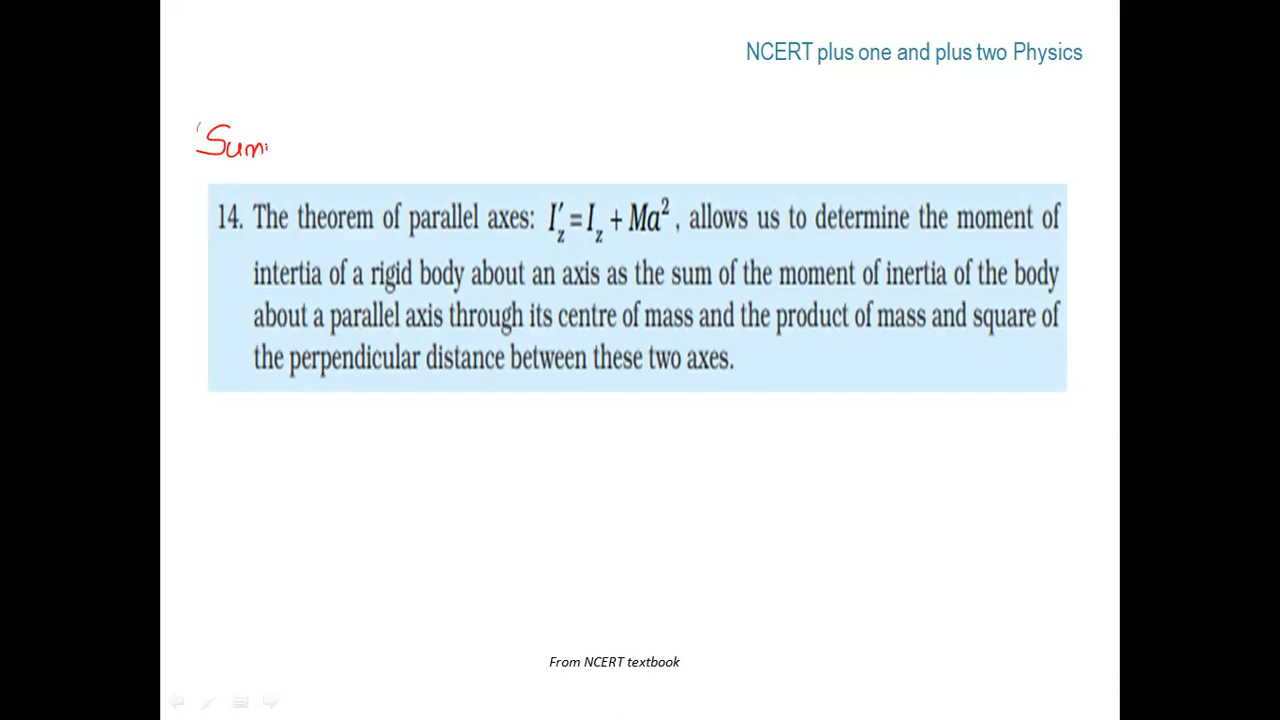 NCERT plus one and plus two Physics
Sum
14. The theorem of parallel axes: I′z = Iz + Ma², allows us to determine the moment of
intertia of a rigid body about an axis as the sum of the moment of inertia of the body
about a parallel axis through its centre of mass and the product of mass and square of
the perpendicular distance between these two axes.
From NCERT textbook